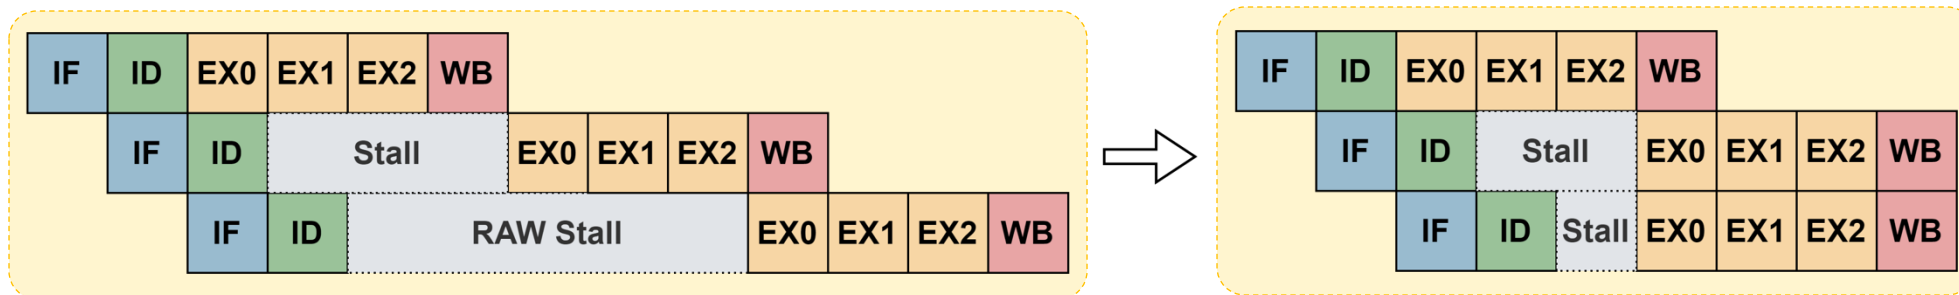 IF ID EX0 EX1 EX2 WB
IF ID Stall EX0 EX1 EX2 WB
IF ID RAW Stall EX0 EX1 EX2 WB
IF ID EX0 EX1 EX2 WB
IF ID Stall EX0 EX1 EX2 WB
IF ID Stall EX0 EX1 EX2 WB